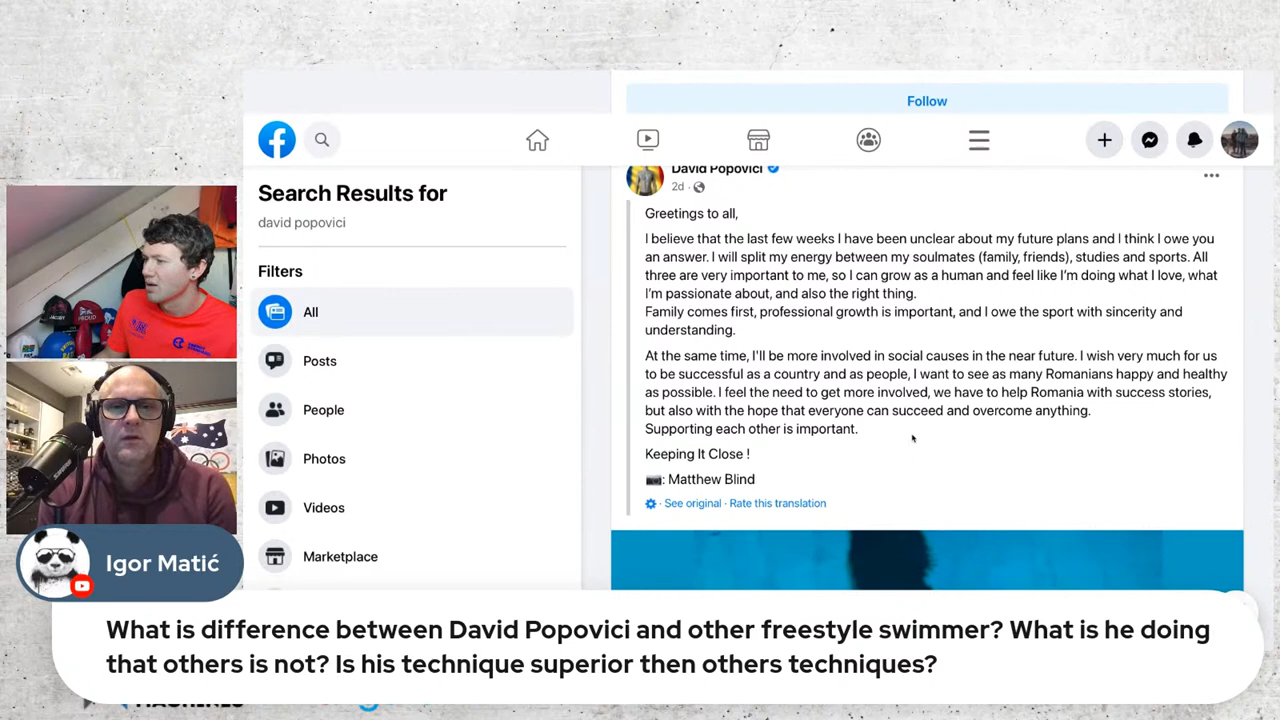 Follow
Search Results for
david popovici
Filters
All
Posts
People
Photos
Videos
Marketplace
David Popovici
2d
Greetings to all,
I believe that the last few weeks I have been unclear about my future plans and I think I owe you
an answer. I will split my energy between my soulmates (family, friends), studies and sports. All
three are very important to me, so I can grow as a human and feel like I'm doing what I love, what
I'm passionate about, and also the right thing.
Family comes first, professional growth is important, and I owe the sport with sincerity and
understanding.
At the same time, I'll be more involved in social causes in the near future. I wish very much for us
to be successful as a country and as people, I want to see as many Romanians happy and healthy
as possible. I feel the need to get more involved, we have to help Romania with success stories,
but also with the hope that everyone can succeed and overcome anything.
Supporting each other is important.
Keeping It Close !
: Matthew Blind
· See original · Rate this translation
Igor Matić
What is difference between David Popovici and other freestyle swimmer? What is he doing
that others is not? Is his technique superior then others techniques?